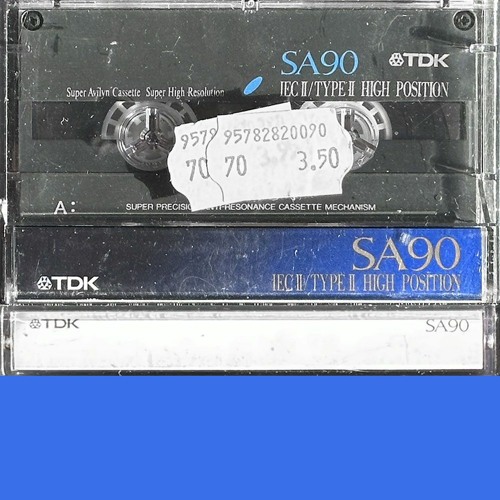 SA90 TDK
Super Avilyn Cassette Super High Resolution IEC II/TYPE II HIGH POSITION
9578 95782820090
70 70 3.50
A:
SUPER PRECISION ANTI-RESONANCE CASSETTE MECHANISM
SA90
TDK IEC II/TYPE II HIGH POSITION
TDK SA90